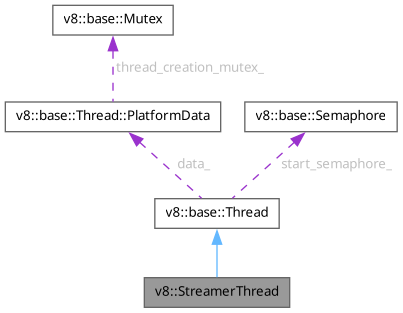 v8::base::Mutex
thread_creation_mutex_
v8::base::Thread::PlatformData
v8::base::Semaphore
data_
start_semaphore_
v8::base::Thread
v8::StreamerThread